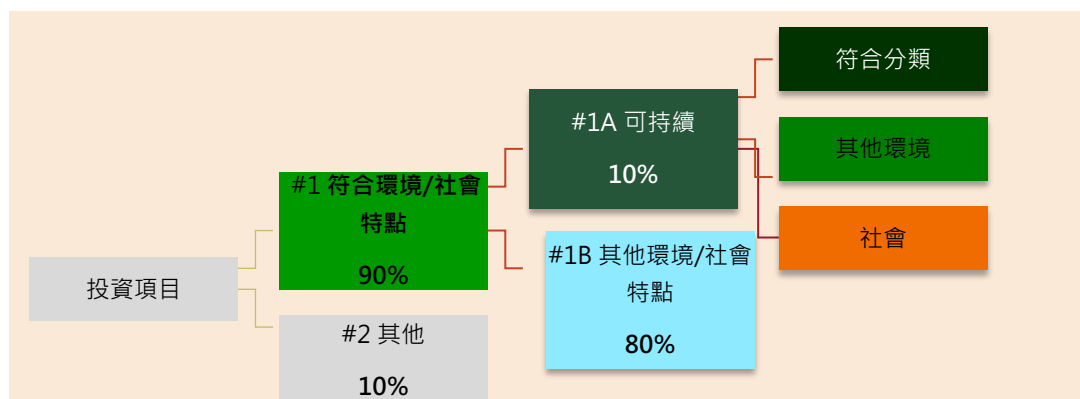 投資項目
#1 符合環境/社會
特點
90%
#2 其他
10%
#1A 可持續
10%
#1B 其他環境/社會
特點
80%
符合分類
其他環境
社會